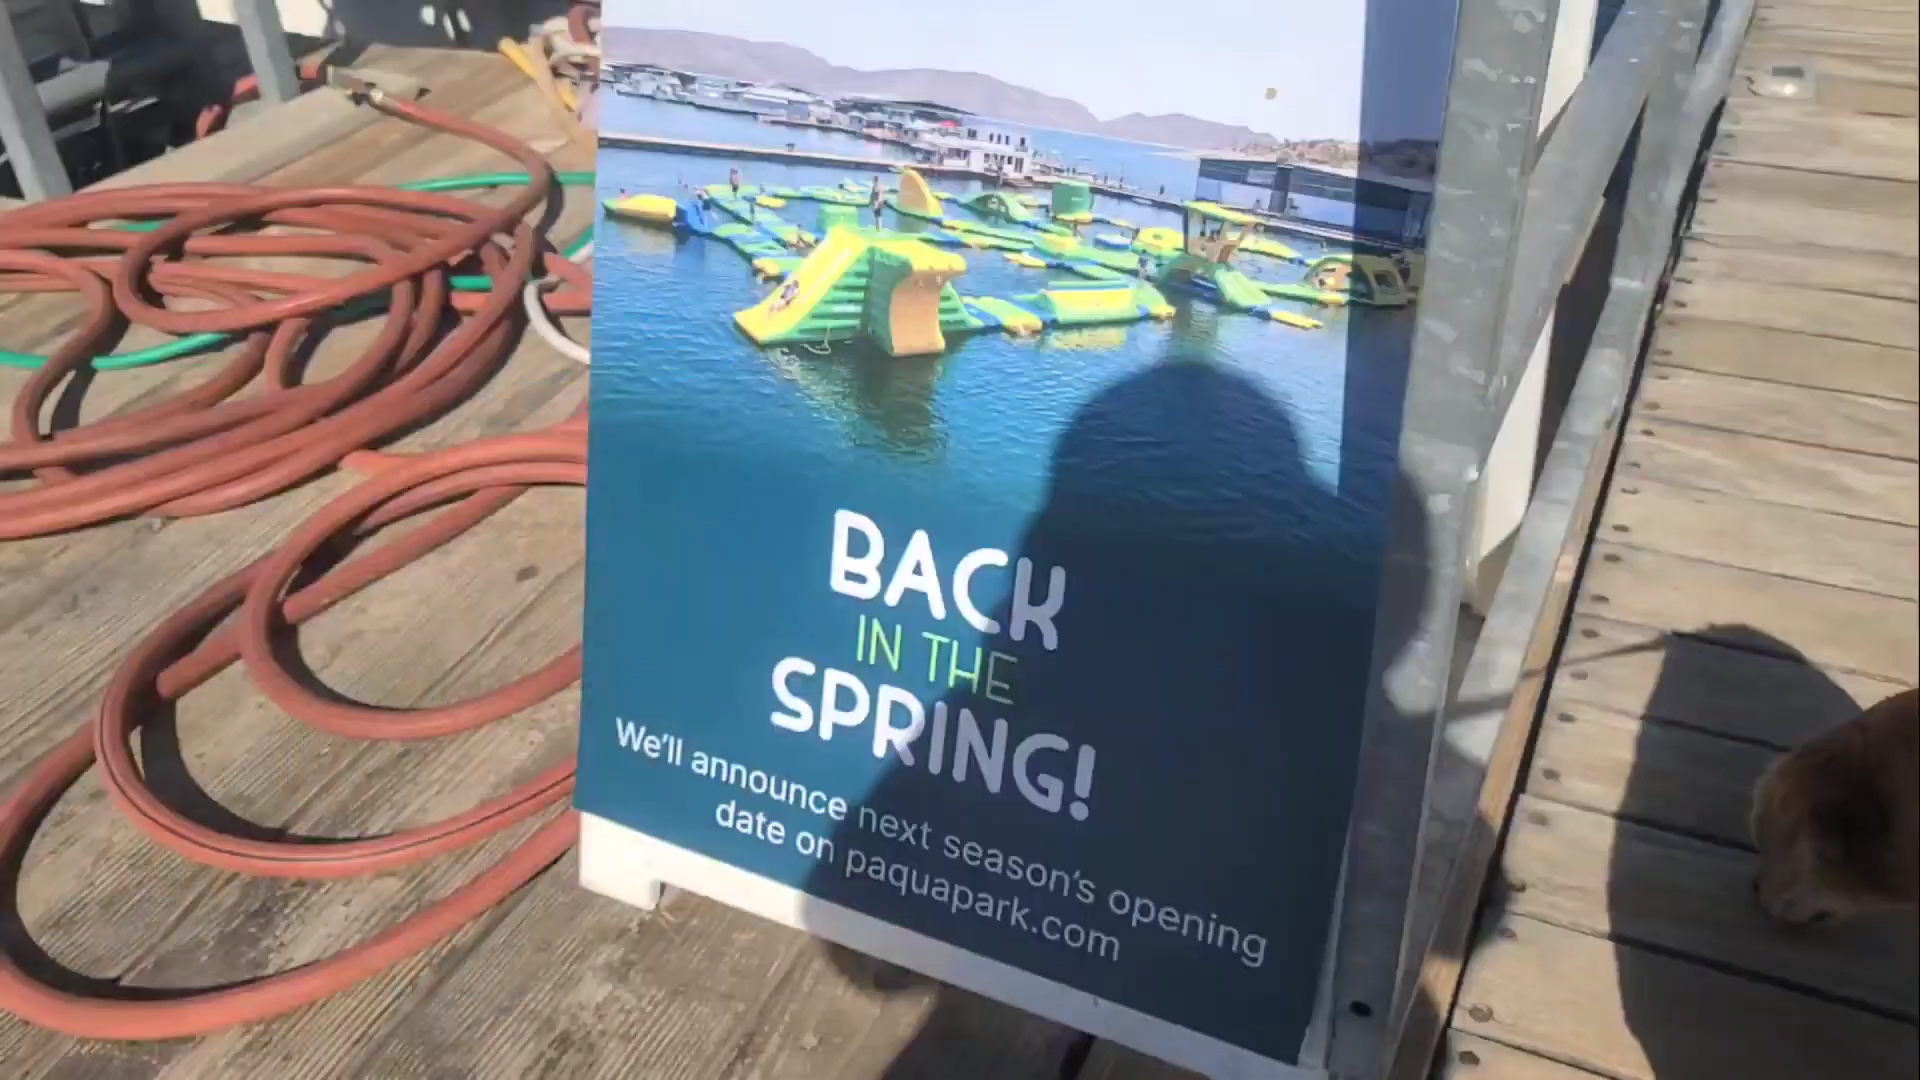 BACK
IN THE
SPRING!
We'll announce next season's opening
date on paquapark.com